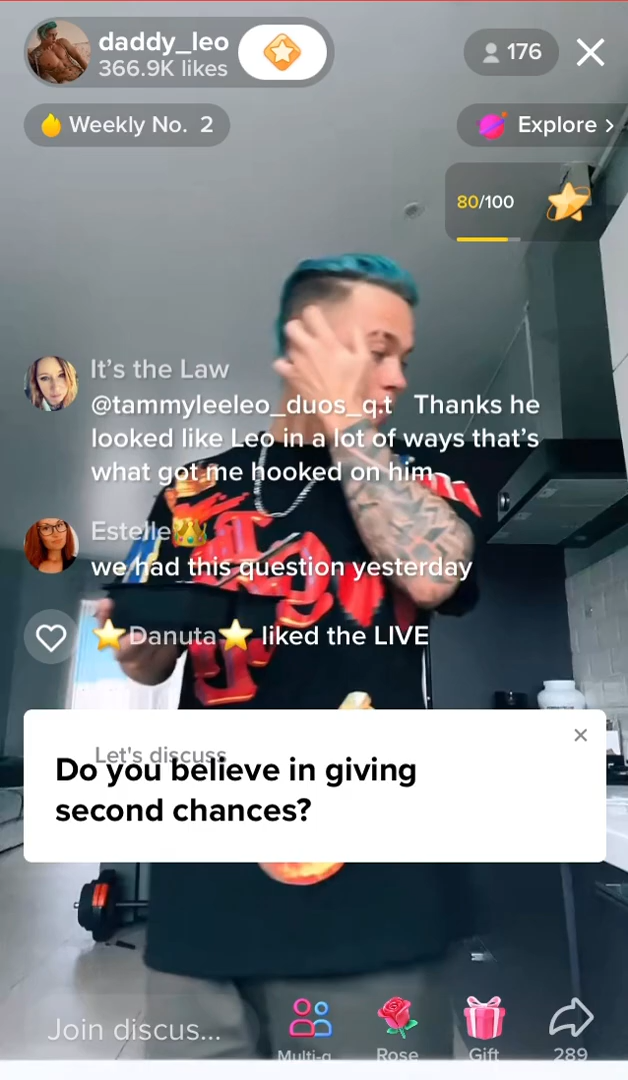 daddy_leo
366.9K likes
176
Weekly No. 2
Explore >
80/100
It's the Law
@tammyleeleo_duos_q.t Thanks he
looked like Leo in a lot of ways that's
what got me hooked on him
Estelle👑
we had this question yesterday
⭐Danuta⭐ liked the LIVE
Let's discuss
Do you believe in giving
second chances?
Join discus...
Multi-g
Rose
Gift
289